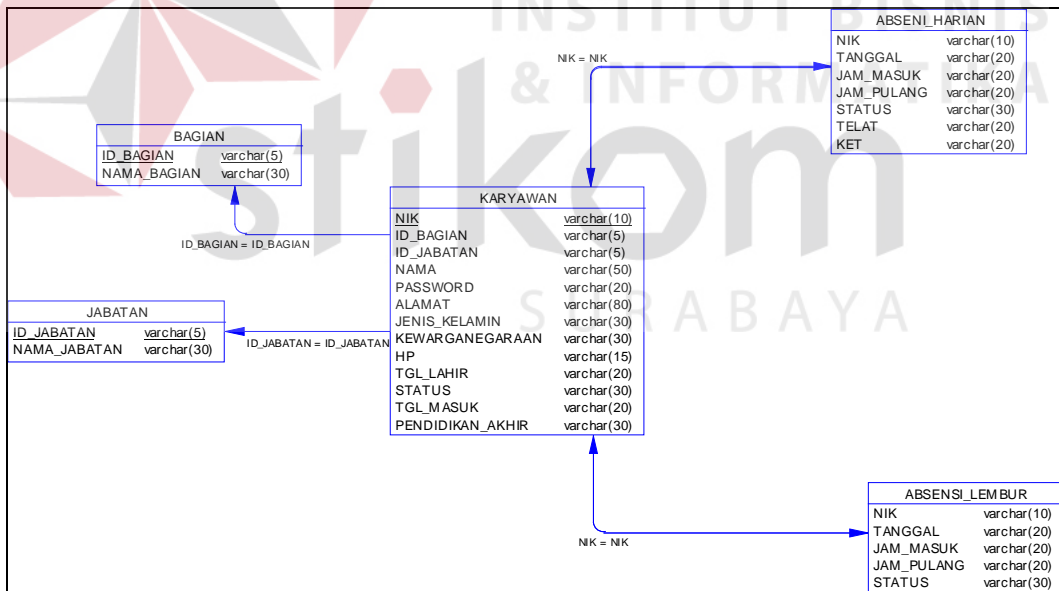 INSTITUT BISNIS
& INFORMATIKA
stikom
SURABAYA
ABSENI_HARIAN
NIK varchar(10)
TANGGAL varchar(20)
JAM_MASUK varchar(20)
JAM_PULANG varchar(20)
STATUS varchar(30)
TELAT varchar(20)
KET varchar(20)
NIK = NIK
BAGIAN
ID_BAGIAN varchar(5)
NAMA_BAGIAN varchar(30)
ID_BAGIAN = ID_BAGIAN
KARYAWAN
NIK varchar(10)
ID_BAGIAN varchar(5)
ID_JABATAN varchar(5)
NAMA varchar(50)
PASSWORD varchar(20)
ALAMAT varchar(80)
JENIS_KELAMIN varchar(30)
KEWARGANEGARAAN varchar(30)
HP varchar(15)
TGL_LAHIR varchar(20)
STATUS varchar(30)
TGL_MASUK varchar(20)
PENDIDIKAN_AKHIR varchar(30)
JABATAN
ID_JABATAN varchar(5)
NAMA_JABATAN varchar(30)
ID_JABATAN = ID_JABATAN
NIK = NIK
ABSENSI_LEMBUR
NIK varchar(10)
TANGGAL varchar(20)
JAM_MASUK varchar(20)
JAM_PULANG varchar(20)
STATUS varchar(30)